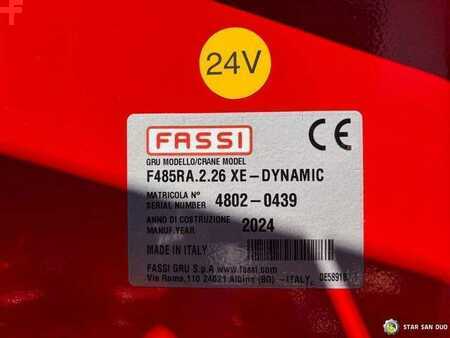 24V
FASSI
CE
GRU MODELLO/CRANE MODEL
F485RA.2.26 XE-DYNAMIC
MATRICOLA N°
SERIAL NUMBER 4802-0439
ANNO DI COSTRUZIONE
MANUF.YEAR 2024
MADE IN ITALY
FASSI GRU S.p.A www.fassi.com
Via Roma,110 24021 Albino (BG) -ITALY,
STAR SAN DUO